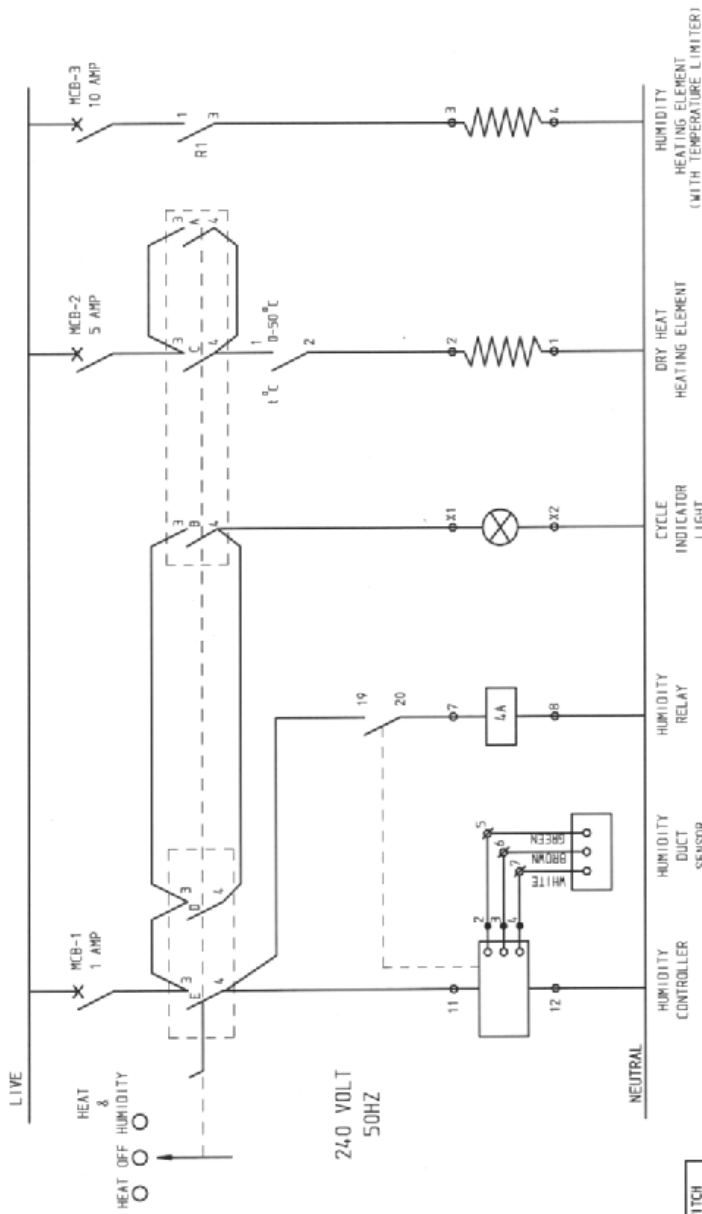 LIVE
MCB-1
1 AMP
MCB-2
5 AMP
MCB-3
10 AMP
HEAT
&
HEAT OFF HUMIDITY
240 VOLT
50HZ
3
E
4
3
D
4
3
B
4
3
C
4
3
A
4
1
R1
3
1
t°C 0-50°C
2
19
20
11
12
2
3
4
5
6
7
WHITE
BROWN
GREEN
7
4A
8
X1
X2
2
1
3
4
NEUTRAL
HUMIDITY
CONTROLLER
HUMIDITY
DUCT
SENSOR
HUMIDITY
RELAY
CYCLE
INDICATOR
LIGHT
DRY HEAT
HEATING ELEMENT
HUMIDITY
HEATING ELEMENT
(WITH TEMPERATURE LIMITER)